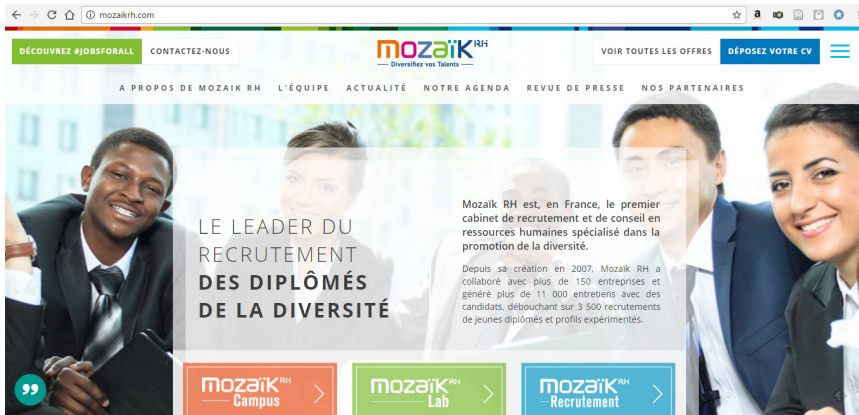 mozaikrh.com
DÉCOUVREZ #JOBSFORALL
CONTACTEZ-NOUS
mozaïK RH
Diversifiez vos Talents
VOIR TOUTES LES OFFRES
DÉPOSEZ VOTRE CV
A PROPOS DE MOZAIK RH L'ÉQUIPE ACTUALITÉ NOTRE AGENDA REVUE DE PRESSE NOS PARTENAIRES
LE LEADER DU
RECRUTEMENT
DES DIPLÔMÉS
DE LA DIVERSITÉ
Mozaïk RH est, en France, le premier
cabinet de recrutement et de conseil en
ressources humaines spécialisé dans la
promotion de la diversité.
Depuis sa création en 2007, Mozaik RH a
collaboré avec plus de 150 entreprises et
généré plus de 11 000 entretiens avec des
candidats, débouchant sur 3 500 recrutements
de jeunes diplômés et profils expérimentés.
mozaïK RH
Campus
mozaïK RH
Lab
mozaïK RH
Recrutement